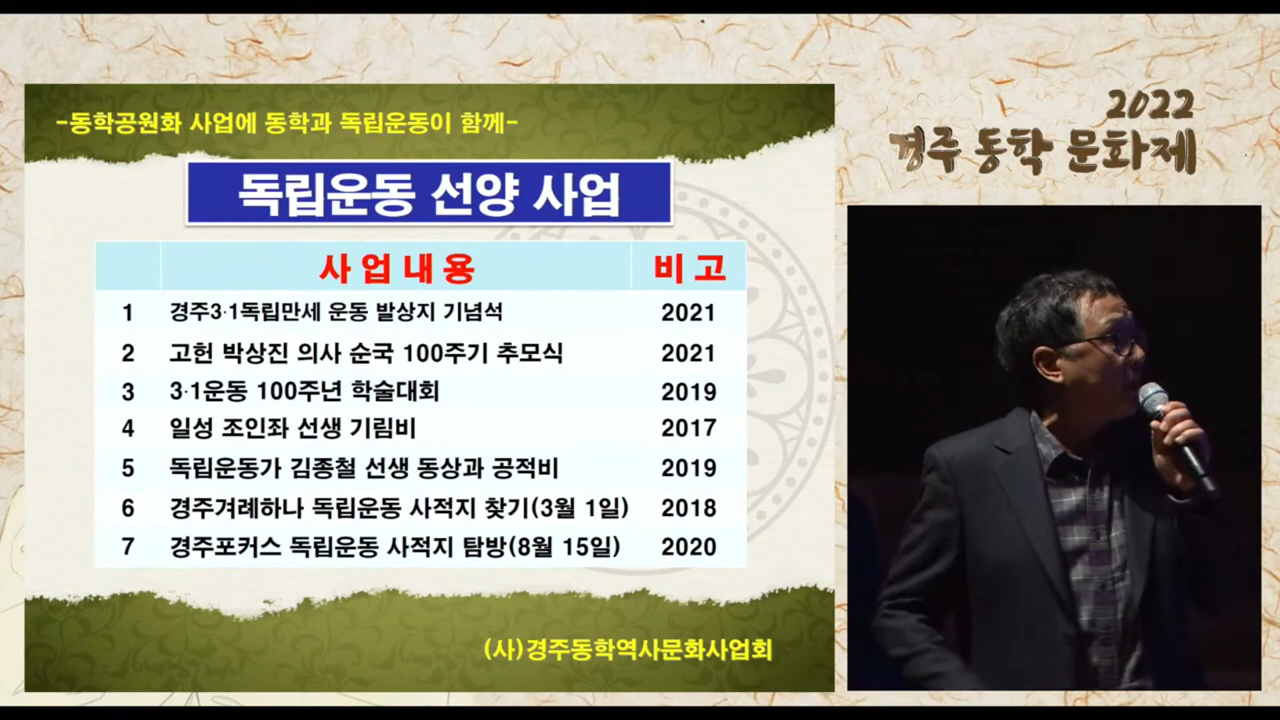 -동학공원화 사업에 동학과 독립운동이 함께-
독립운동 선양 사업
사 업 내 용 비 고
1 경주3·1독립만세 운동 발상지 기념석 2021
2 고헌 박상진 의사 순국 100주기 추모식 2021
3 3·1운동 100주년 학술대회 2019
4 일성 조인좌 선생 기림비 2017
5 독립운동가 김종철 선생 동상과 공적비 2019
6 경주겨레하나 독립운동 사적지 찾기(3월 1일) 2018
7 경주포커스 독립운동 사적지 탐방(8월 15일) 2020
(사)경주동학역사문화사업회
2022
경주 동학 문화제